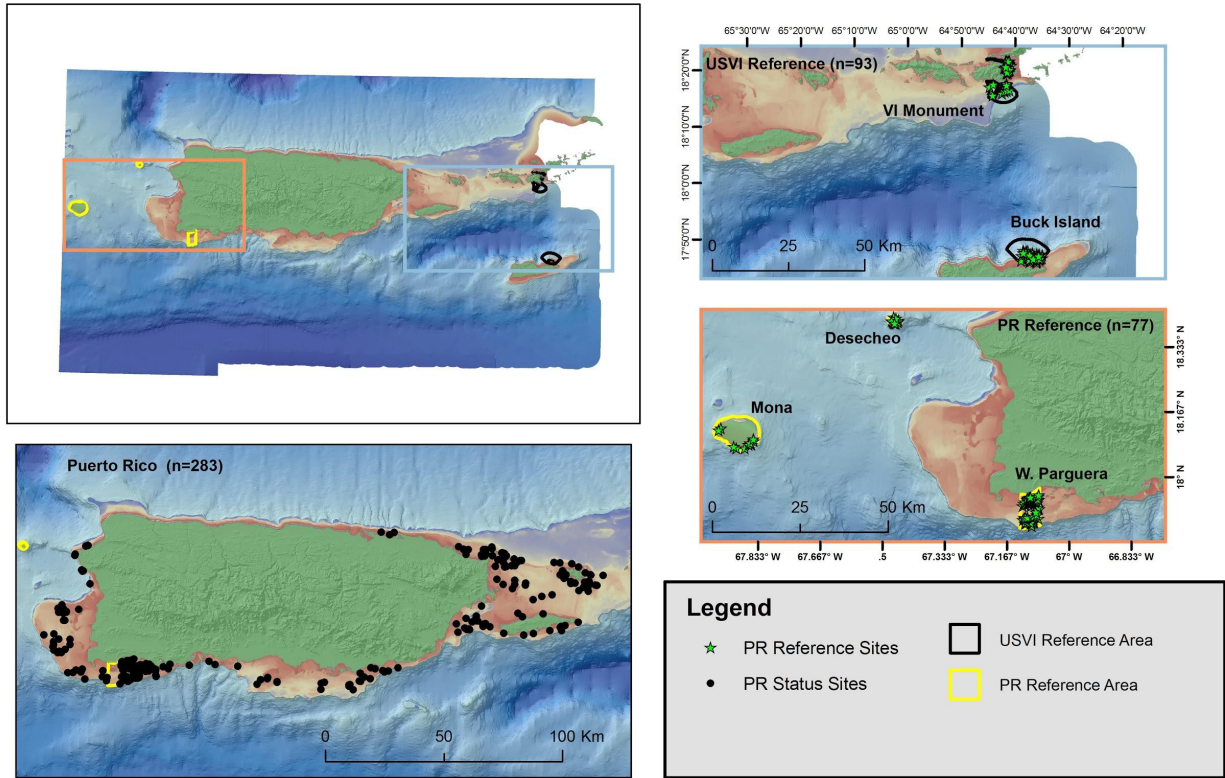 65°30'0"W 65°20'0"W 65°10'0"W 65°0'0"W 64°50'0"W 64°40'0"W 64°30'0"W 64°20'0"W
USVI Reference (n=93)
18°20'0"N
VI Monument
18°10'0"N
18°0'0"N
Buck Island
17°50'0"N
0 25 50 Km
PR Reference (n=77)
Desecheo
18.333° N
Mona
18.167° N
W. Parguera
18° N
0 25 50 Km
67.833° W 67.667° W .5 67.333° W 67.167° W 67° W 66.833° W
Puerto Rico (n=283)
0 50 100 Km
Legend
PR Reference Sites
USVI Reference Area
PR Status Sites
PR Reference Area